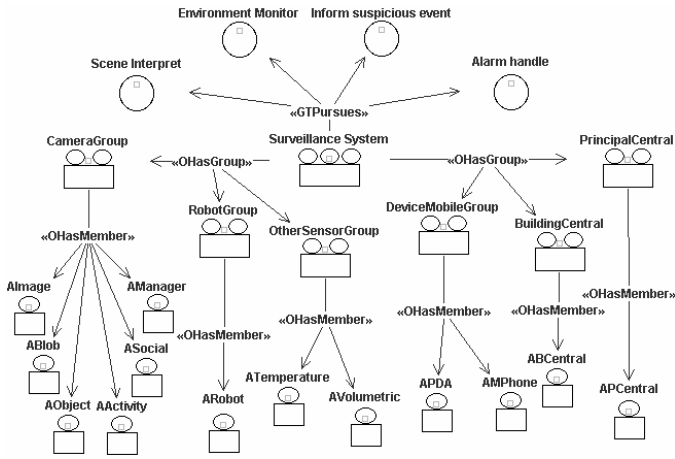 Environment Monitor
Inform suspicious event
Scene Interpret
Alarm handle
«GTPursues»
CameraGroup
Surveillance System
PrincipalCentral
«OHasGroup»
«OHasGroup»
RobotGroup
DeviceMobileGroup
OtherSensorGroup
BuildingCentral
«OHasMember»
AImage
AManager
«OHasMember»
«OHasMember»
«OHasMember»
«OHasMember»
«OHasMember»
«OHasMember»
ABlob
ASocial
ABCentral
ATemperature
APDA
AMPhone
AObject
AActivity
ARobot
AVolumetric
APCentral